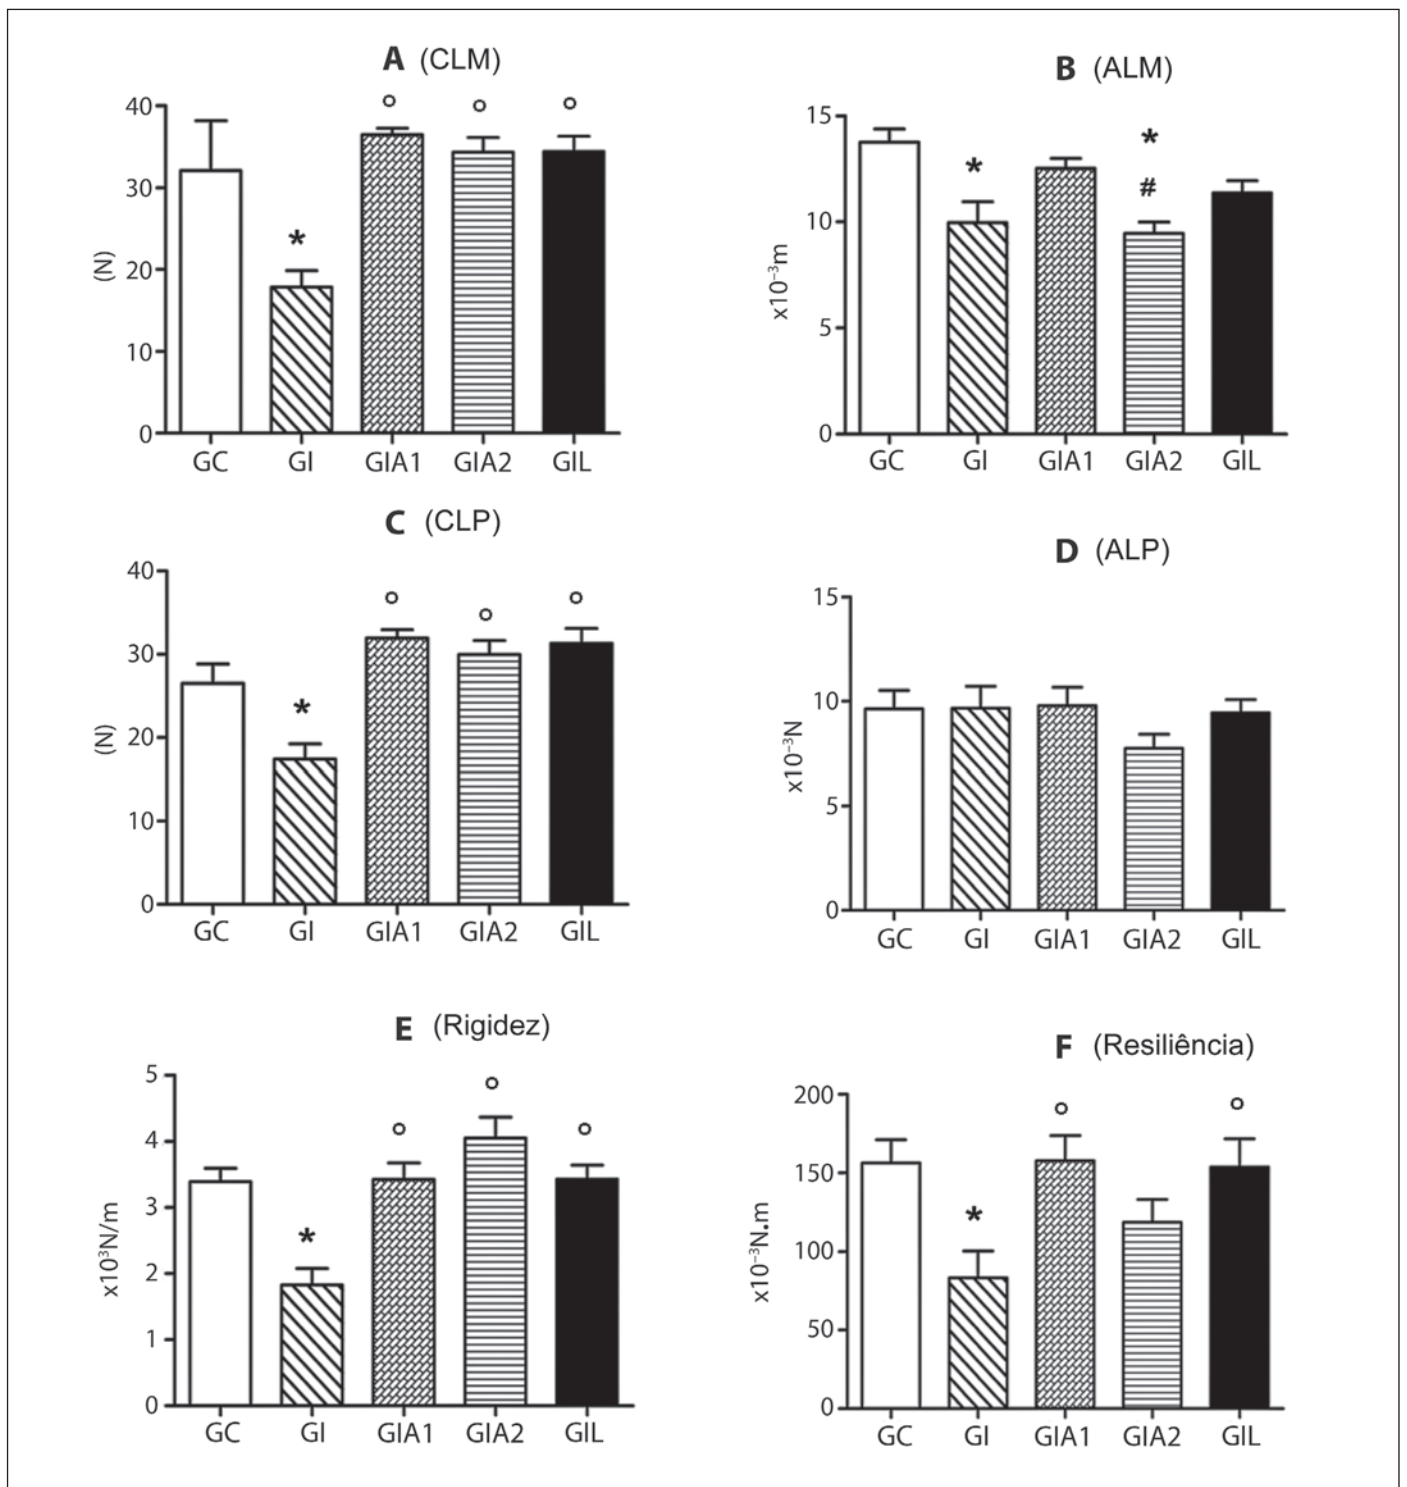 A (CLM)
40
30
20
10
0
(N)
*
°
°
°
GC GI GIA1 GIA2 GIL
B (ALM)
15
10
5
0
x10⁻³m
*
*
#
GC GI GIA1 GIA2 GIL
C (CLP)
40
30
20
10
0
(N)
*
°
°
°
GC GI GIA1 GIA2 GIL
D (ALP)
15
10
5
0
x10⁻³N
GC GI GIA1 GIA2 GIL
E (Rigidez)
5
4
3
2
1
0
x10³N/m
*
°
°
°
GC GI GIA1 GIA2 GIL
F (Resiliência)
200
150
100
50
0
x10⁻³N.m
*
°
°
GC GI GIA1 GIA2 GIL